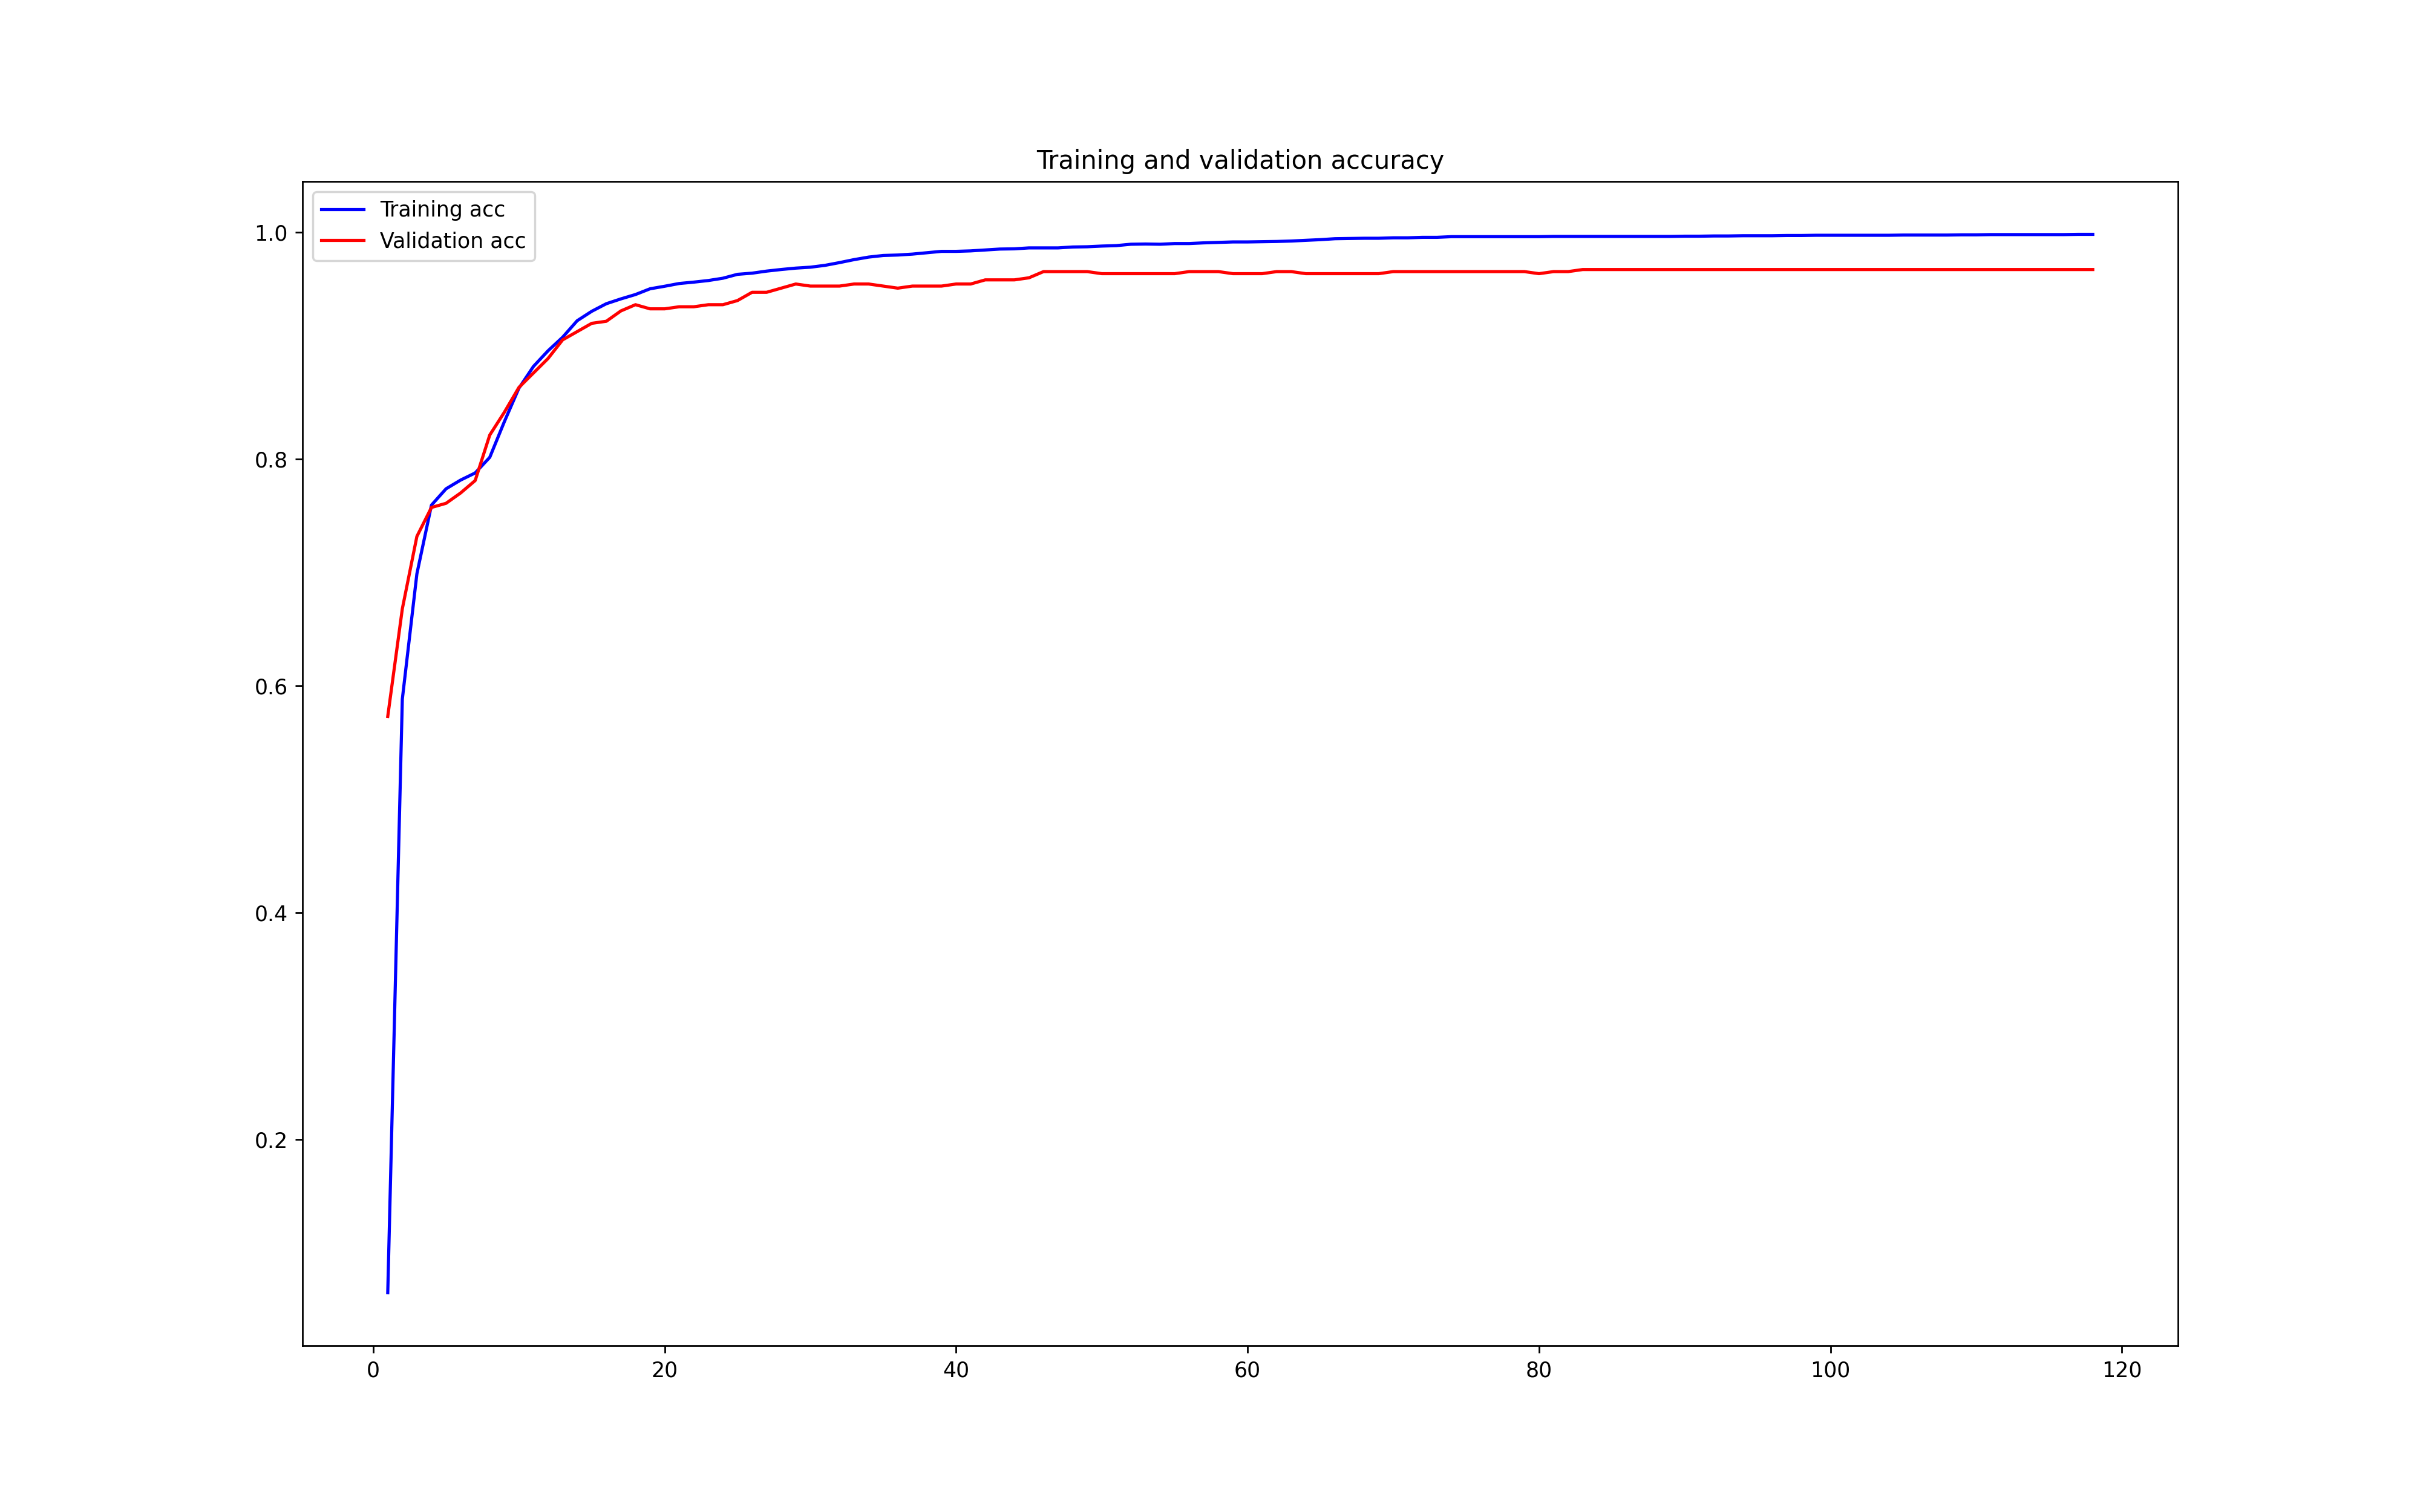 Training and validation accuracy
Training acc
Validation acc
1.0
0.8
0.6
0.4
0.2
0 20 40 60 80 100 120